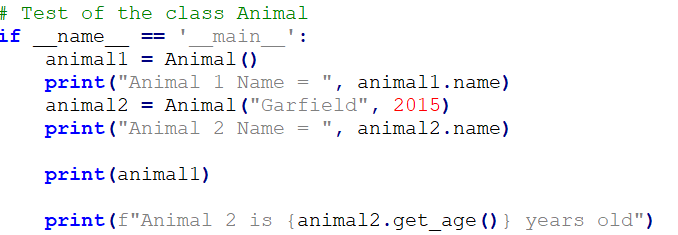 # Test of the class Animal
if __name__ == '__main__':
    animal1 = Animal()
    print("Animal 1 Name = ", animal1.name)
    animal2 = Animal("Garfield", 2015)
    print("Animal 2 Name = ", animal2.name)

    print(animal1)

    print(f"Animal 2 is {animal2.get_age()} years old")